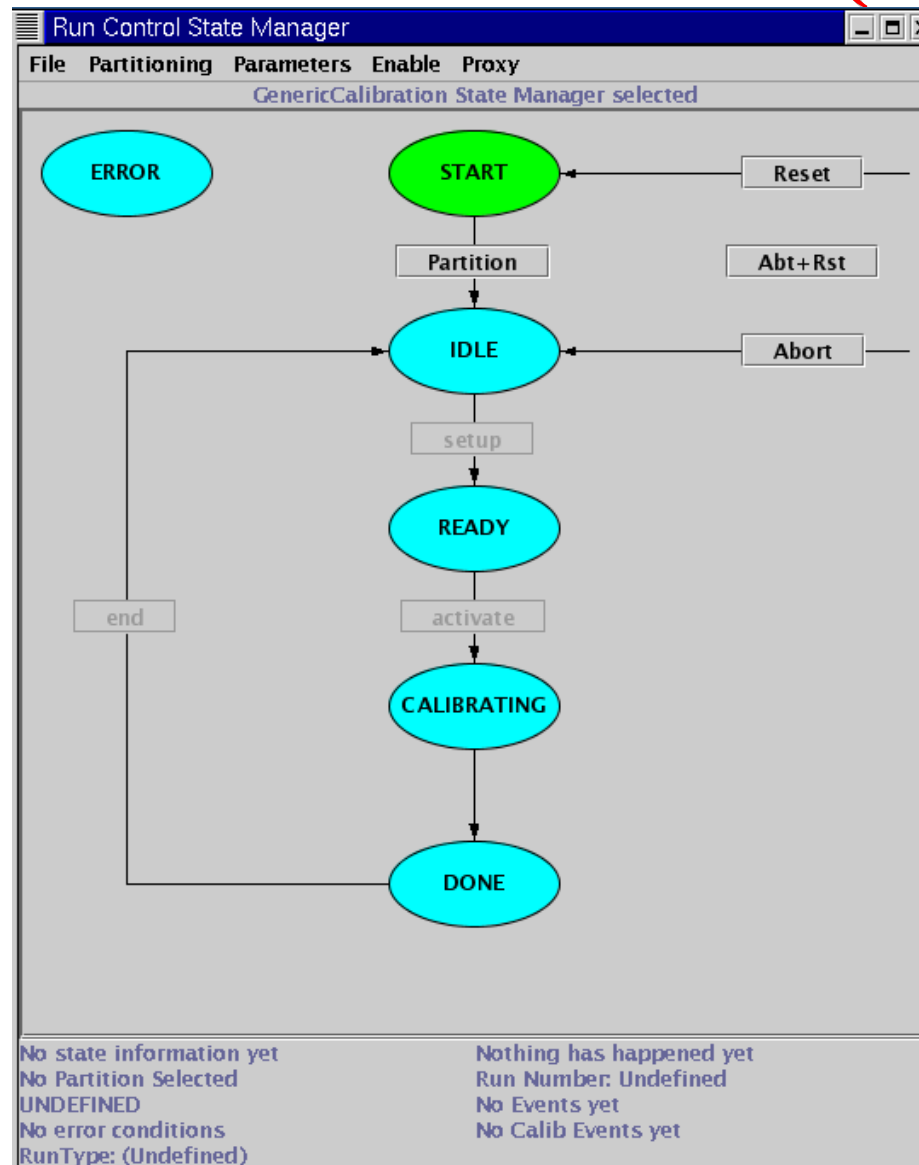 Run Control State Manager
File Partitioning Parameters Enable Proxy
GenericCalibration State Manager selected
ERROR START Reset
Partition Abt+Rst
IDLE Abort
setup
READY
end activate
CALIBRATING
DONE
No state information yet Nothing has happened yet
No Partition Selected Run Number: Undefined
UNDEFINED No Events yet
No error conditions No Calib Events yet
RunType: (Undefined)